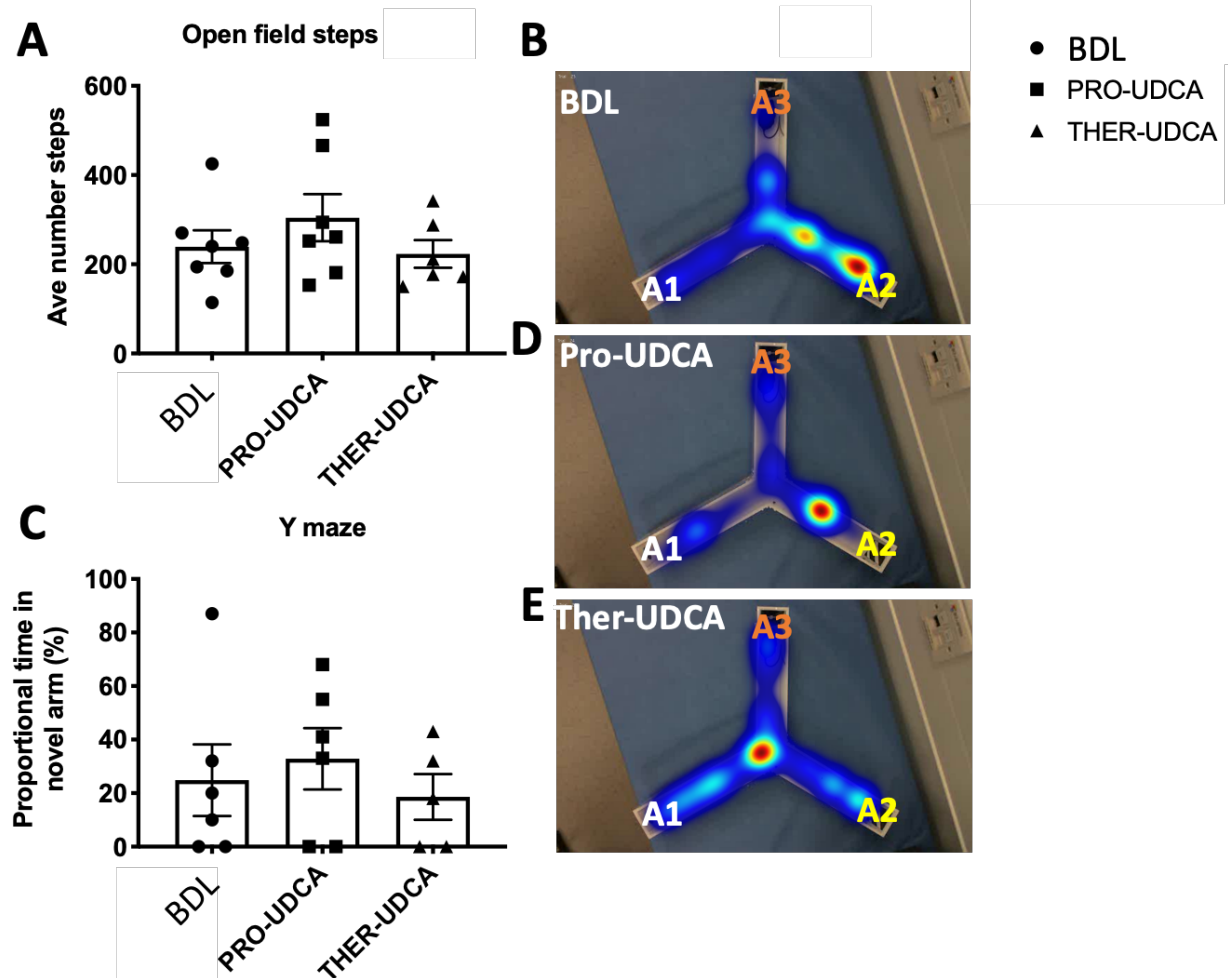 A
Open field steps
Ave number steps
600
400
200
0
BDL
PRO-UDCA
THER-UDCA
B
BDL
A3
A1
A2
BDL
PRO-UDCA
THER-UDCA
C
Y maze
Proportional time in
novel arm (%)
100
80
60
40
20
0
BDL
PRO-UDCA
THER-UDCA
D
Pro-UDCA
A3
A1
A2
E
Ther-UDCA
A3
A1
A2